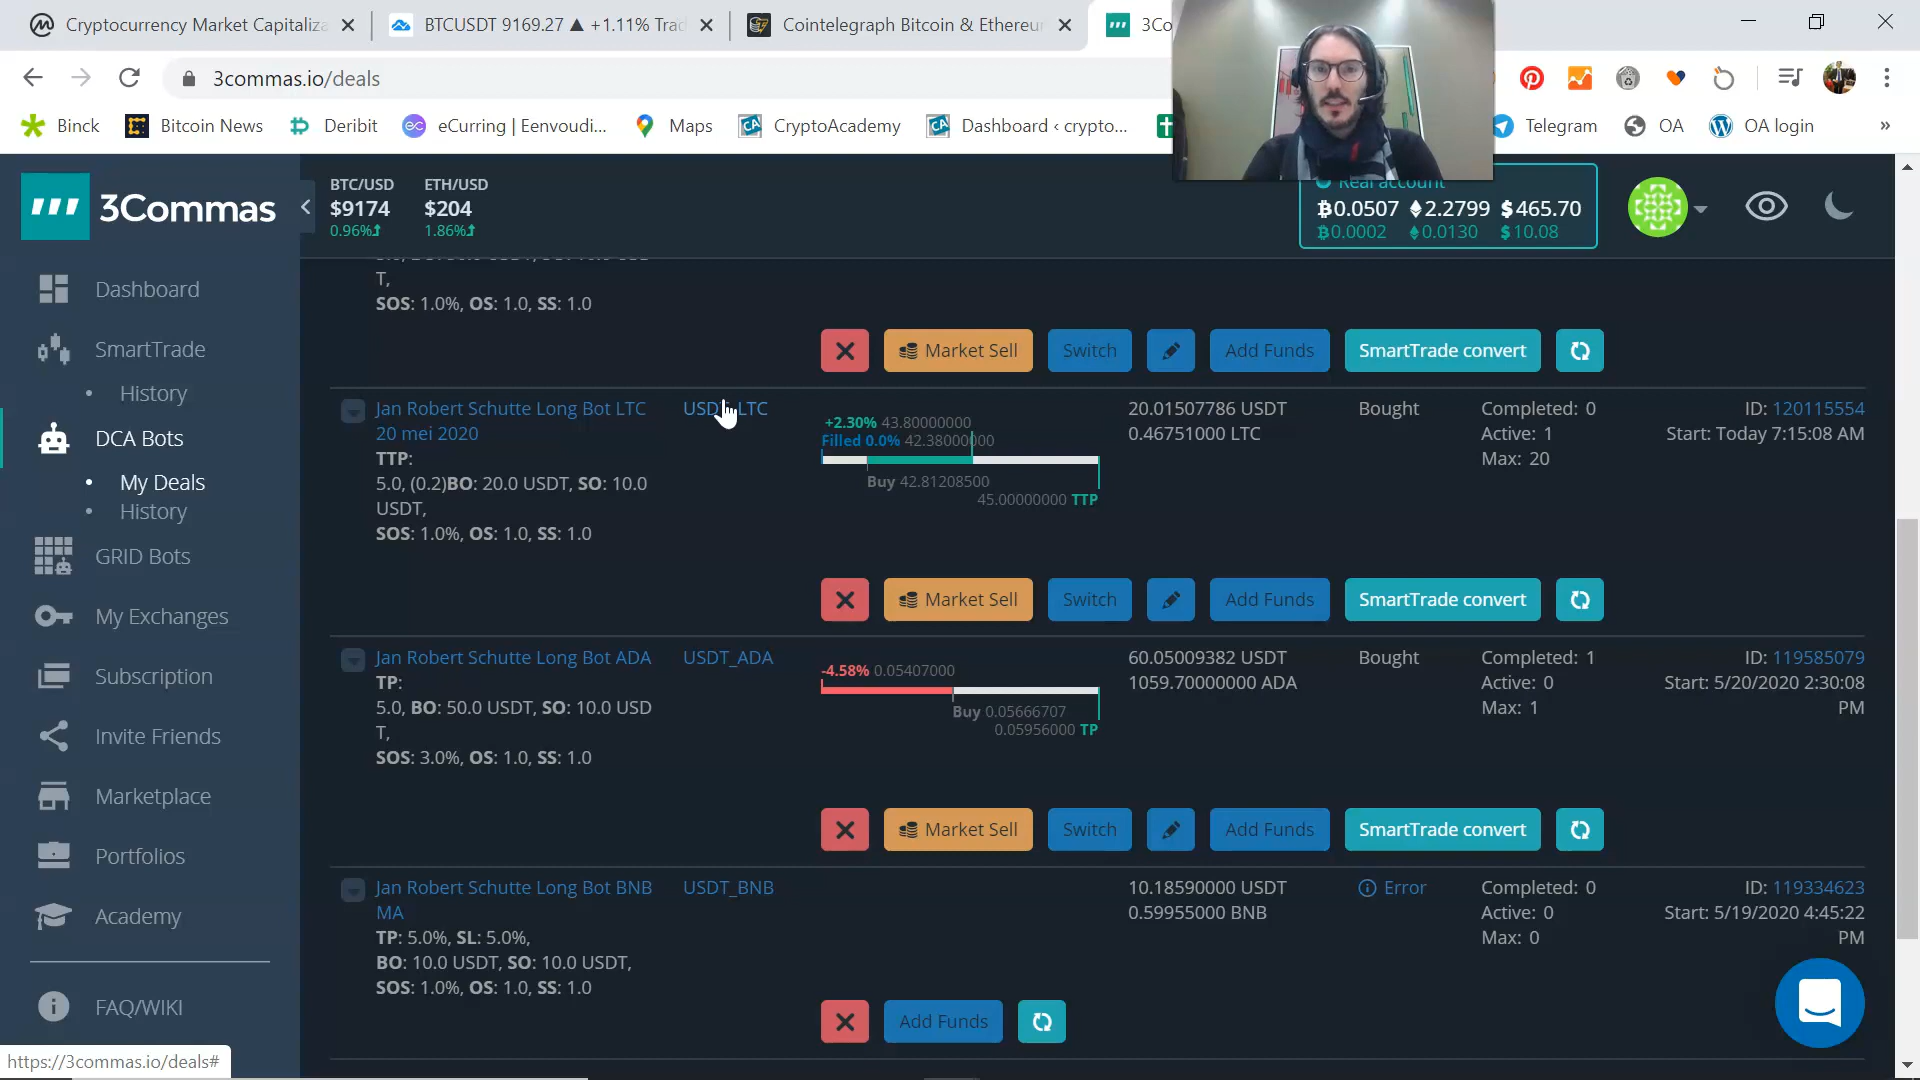 Cryptocurrency Market Capitaliza
BTCUSDT 9169.27 ▲ +1.11% Trad
Cointelegraph Bitcoin & Ethereum
3Co
3commas.io/deals
Binck
Bitcoin News
Deribit
eCurring | Eenvoudi...
Maps
CryptoAcademy
Dashboard ‹ crypto...
Telegram
OA
OA login
»
3Commas
BTC/USD
$9174
0.96%
ETH/USD
$204
1.86%
Real account
₿0.0507 ♦2.2799 $465.70
₿0.0002 ♦0.0130 $10.08
Dashboard
SmartTrade
• History
DCA Bots
• My Deals
• History
GRID Bots
My Exchanges
Subscription
Invite Friends
Marketplace
Portfolios
Academy
FAQ/WIKI
https://3commas.io/deals#
T,
SOS: 1.0%, OS: 1.0, SS: 1.0
Market Sell
Switch
Add Funds
SmartTrade convert
Jan Robert Schutte Long Bot LTC
20 mei 2020
TTP:
5.0, (0.2)BO: 20.0 USDT, SO: 10.0
USDT,
SOS: 1.0%, OS: 1.0, SS: 1.0
USDT_LTC
+2.30% 43.80000000
Filled 0.0% 42.38000000
Buy 42.81208500
45.00000000 TTP
20.01507786 USDT
0.46751000 LTC
Bought
Completed: 0
Active: 1
Max: 20
ID: 120115554
Start: Today 7:15:08 AM
Market Sell
Switch
Add Funds
SmartTrade convert
Jan Robert Schutte Long Bot ADA
TP:
5.0, BO: 50.0 USDT, SO: 10.0 USD
T,
SOS: 3.0%, OS: 1.0, SS: 1.0
USDT_ADA
-4.58% 0.05407000
Buy 0.05666707
0.05956000 TP
60.05009382 USDT
1059.70000000 ADA
Bought
Completed: 1
Active: 0
Max: 1
ID: 119585079
Start: 5/20/2020 2:30:08
PM
Market Sell
Switch
Add Funds
SmartTrade convert
Jan Robert Schutte Long Bot BNB
MA
TP: 5.0%, SL: 5.0%,
BO: 10.0 USDT, SO: 10.0 USDT,
SOS: 1.0%, OS: 1.0, SS: 1.0
USDT_BNB
10.18590000 USDT
0.59955000 BNB
Error
Completed: 0
Active: 0
Max: 0
ID: 119334623
Start: 5/19/2020 4:45:22
PM
Add Funds